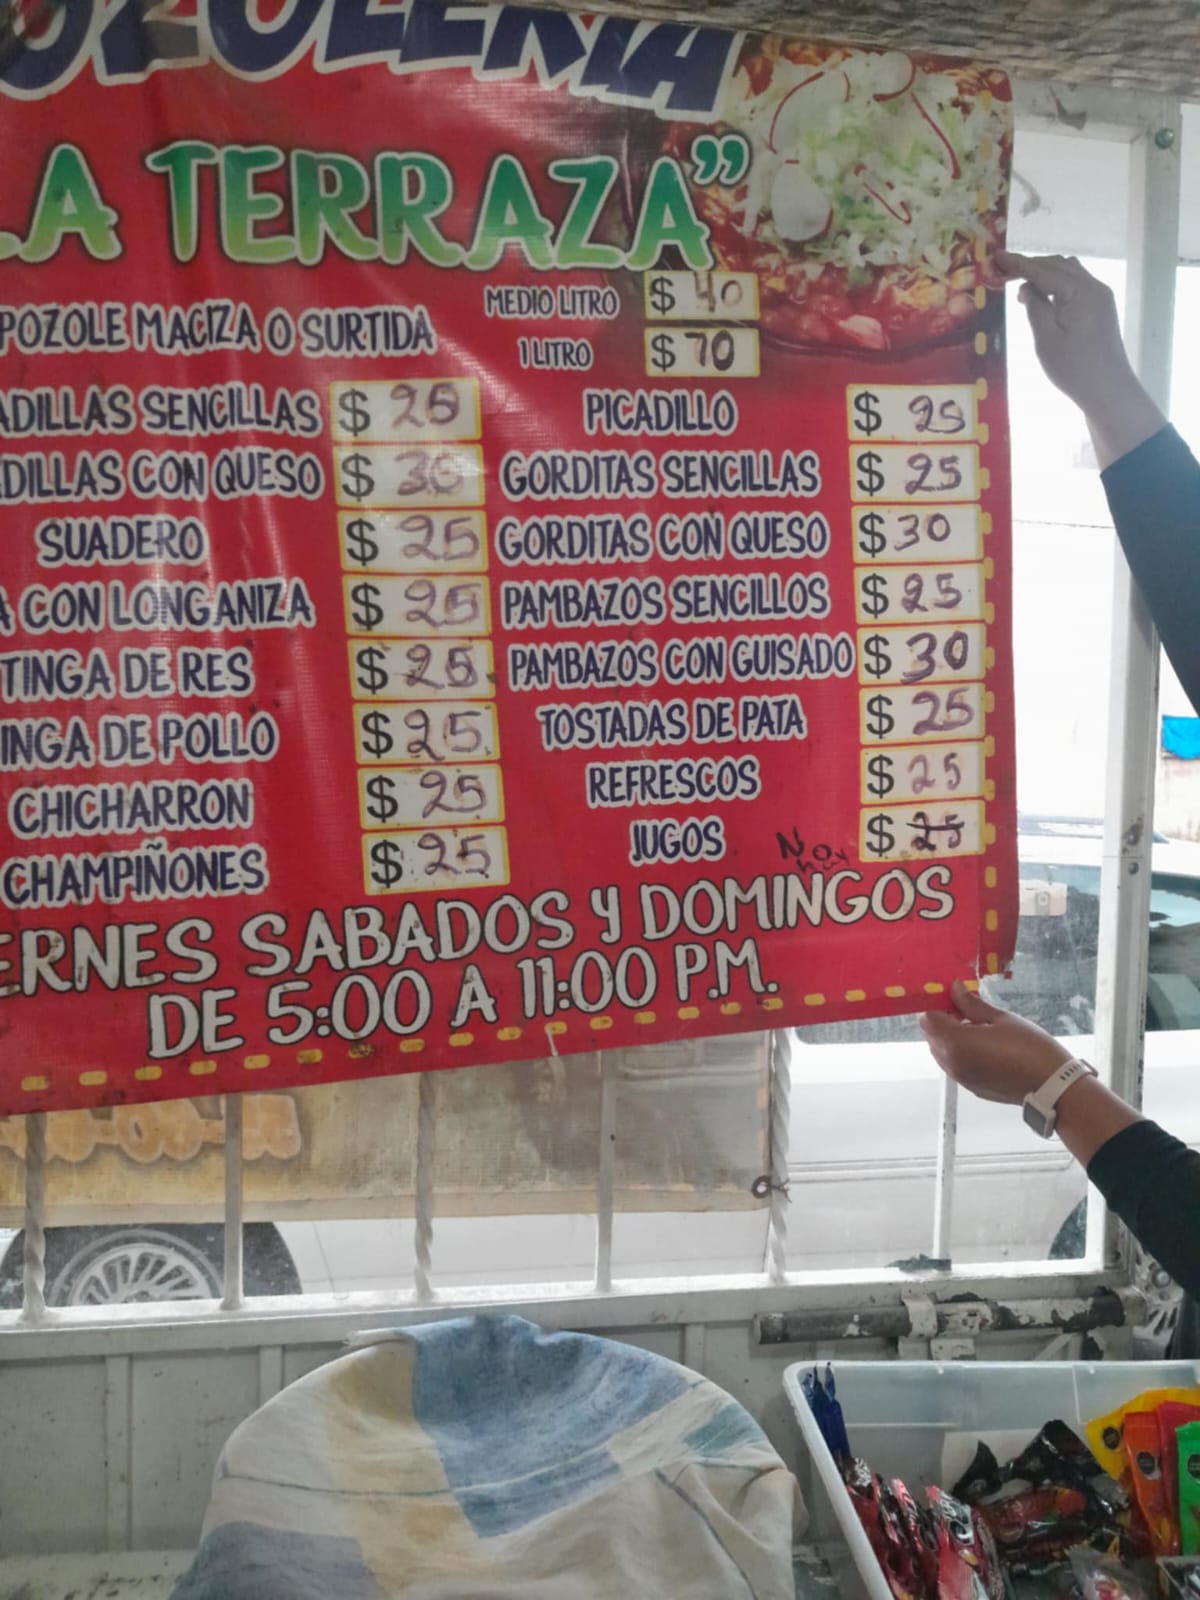 OZOLERIA
LA TERRAZA”
POZOLE MACIZA O SURTIDA
MEDIO LITRO $ 40
1 LITRO $ 70
ADILLAS SENCILLAS $ 25
DILLAS CON QUESO $ 30
SUADERO $ 25
A CON LONGANIZA $ 25
TINGA DE RES $ 25
INGA DE POLLO $ 25
CHICHARRON $ 25
CHAMPIÑONES $ 25
PICADILLO $ 25
GORDITAS SENCILLAS $ 25
GORDITAS CON QUESO $ 30
PAMBAZOS SENCILLOS $ 25
PAMBAZOS CON GUISADO $ 30
TOSTADAS DE PATA $ 25
REFRESCOS $ 25
JUGOS No hay $ 25
ERNES SABADOS Y DOMINGOS
DE 5:00 A 11:00 P.M.